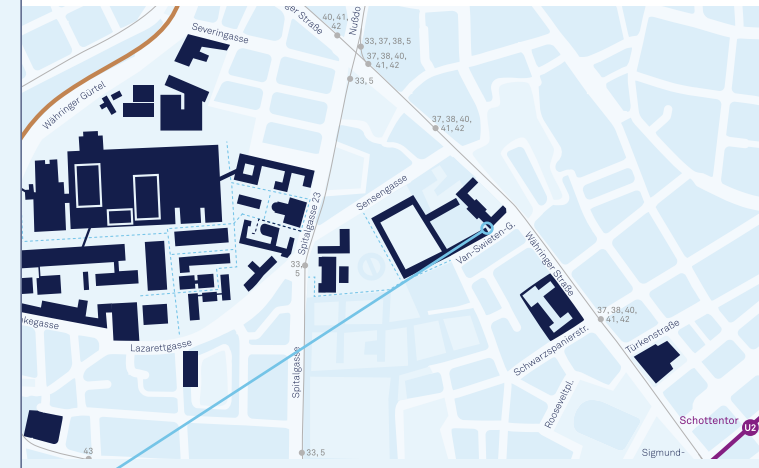 40, 41,
42
ger Straße
Nußdo
Severingasse
33, 37, 38, 5
37, 38, 40,
41, 42
33, 5
Währinger Gürtel
37, 38, 40,
41, 42
Sensengasse
Spitalgasse 23
Van-Swieten-G.
Währinger Straße
33,
5
37, 38, 40,
41, 42
kegasse
Lazarettgasse
Türkenstraße
Schwarzspanierstr.
Spitalgasse
Rooseveltpl.
Schottentor
U2
43
33, 5
Sigmund-